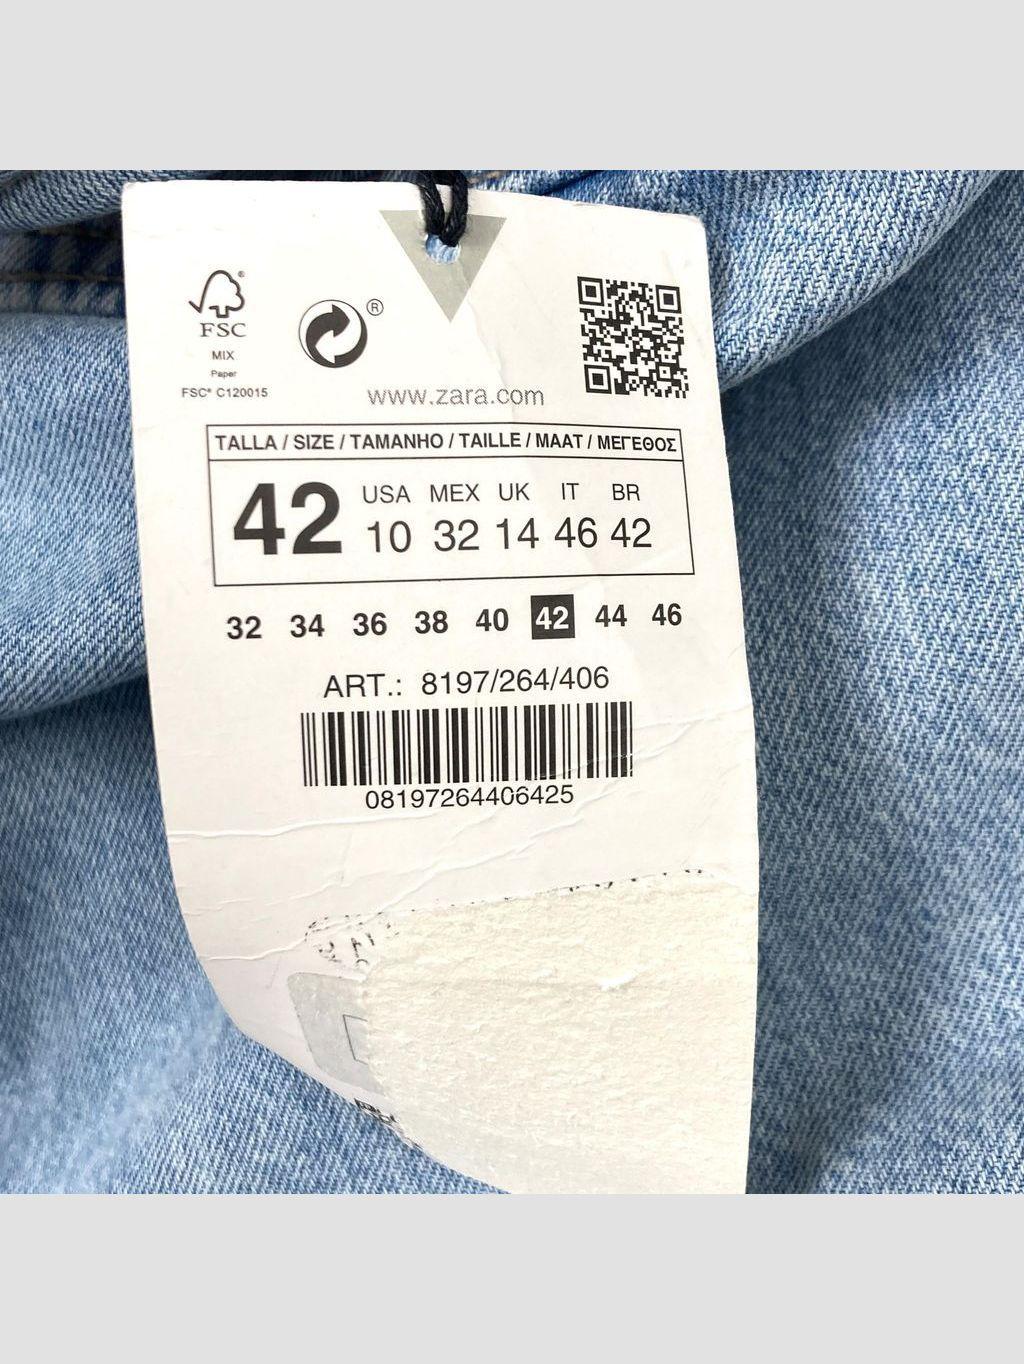 FSC®
MIX
Paper
FSC® C120015
®
www.zara.com
TALLA / SIZE / TAMANHO / TAILLE / MAAT / ΜΕΓΕΘΟΣ
42 USA MEX UK IT BR
10 32 14 46 42
32 34 36 38 40 42 44 46
ART.: 8197/264/406
08197264406425